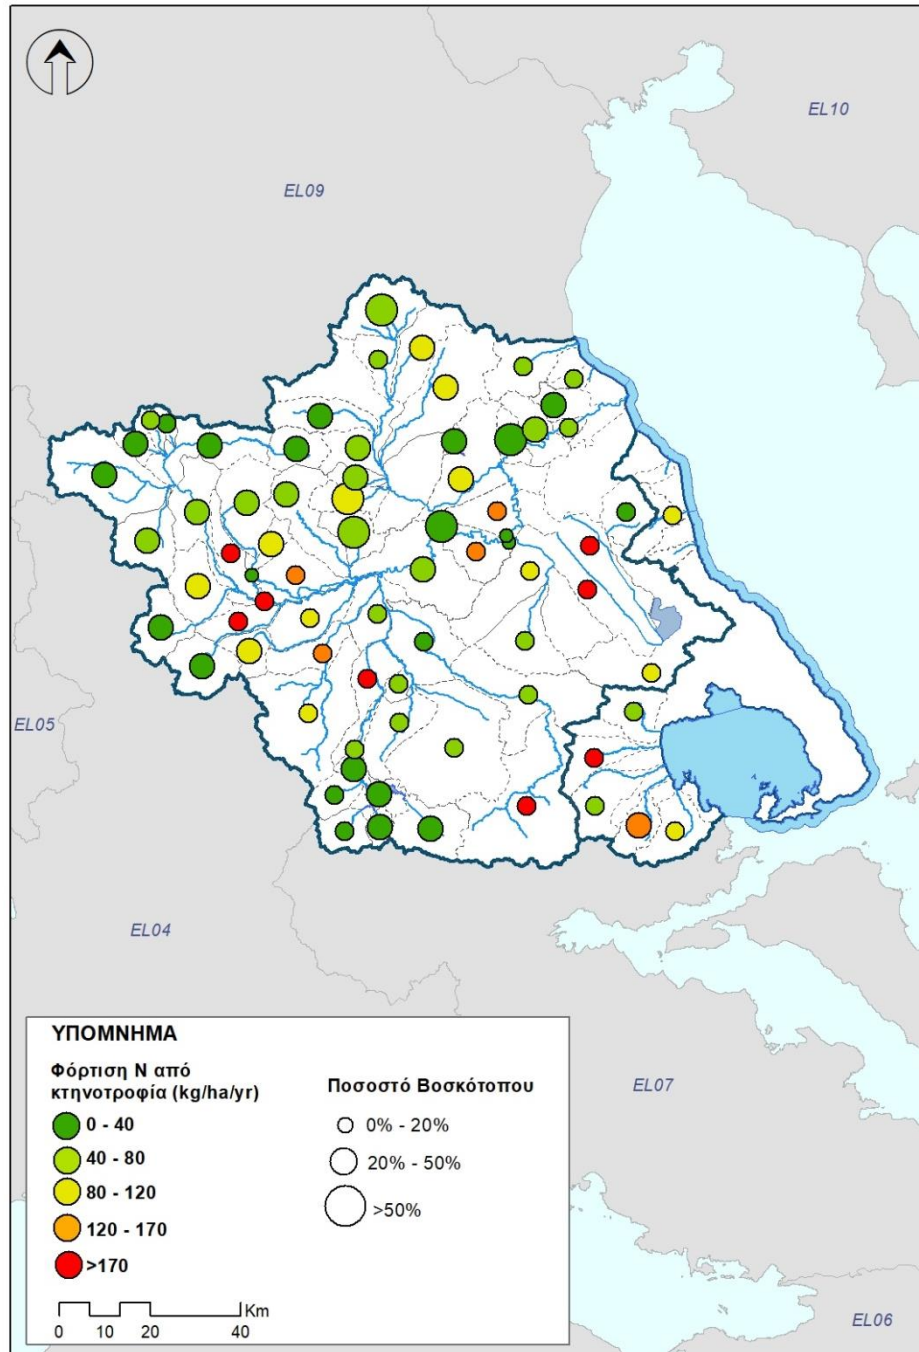 EL10
EL09
EL05
EL04
EL07
EL06
ΥΠΟΜΝΗΜΑ
Φόρτιση Ν από
κτηνοτροφία (kg/ha/yr)
0 - 40
40 - 80
80 - 120
120 - 170
>170
Ποσοστό Βοσκότοπου
0% - 20%
20% - 50%
>50%
Km
0 10 20 40